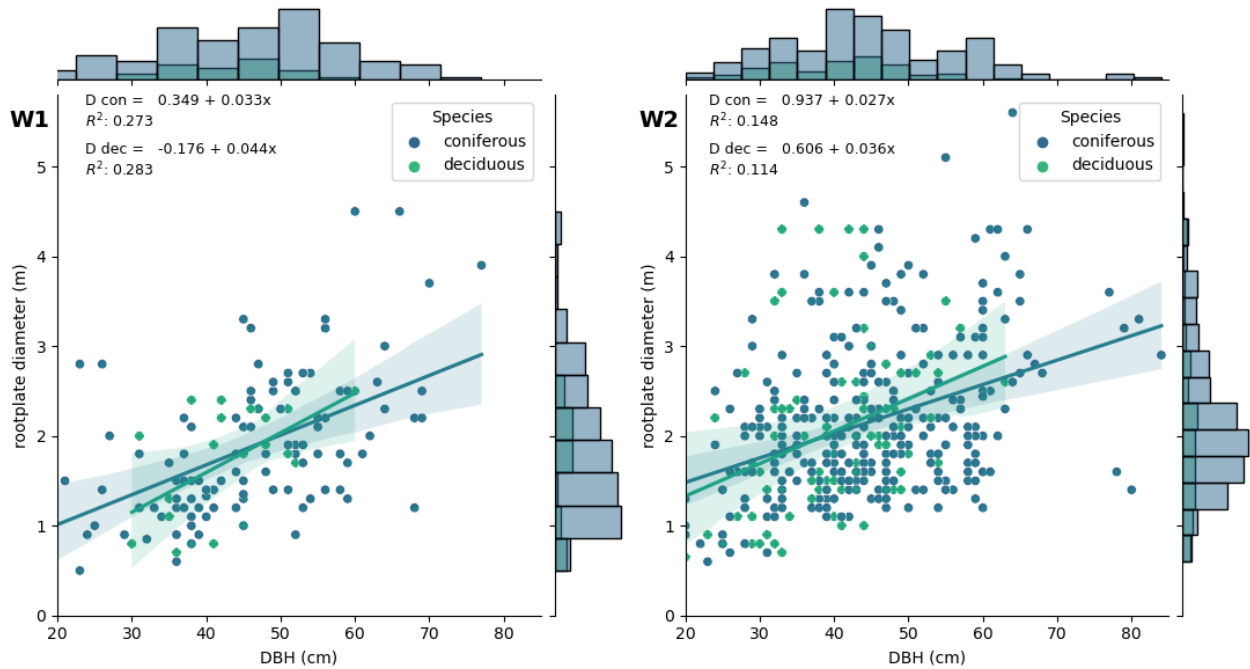 W1
D con = 0.349 + 0.033x
R²: 0.273
D dec = -0.176 + 0.044x
R²: 0.283
Species
coniferous
deciduous
rootplate diameter (m)
5
4
3
2
1
0
20 30 40 50 60 70 80
DBH (cm)
W2
D con = 0.937 + 0.027x
R²: 0.148
D dec = 0.606 + 0.036x
R²: 0.114
Species
coniferous
deciduous
rootplate diameter (m)
5
4
3
2
1
0
20 30 40 50 60 70 80
DBH (cm)